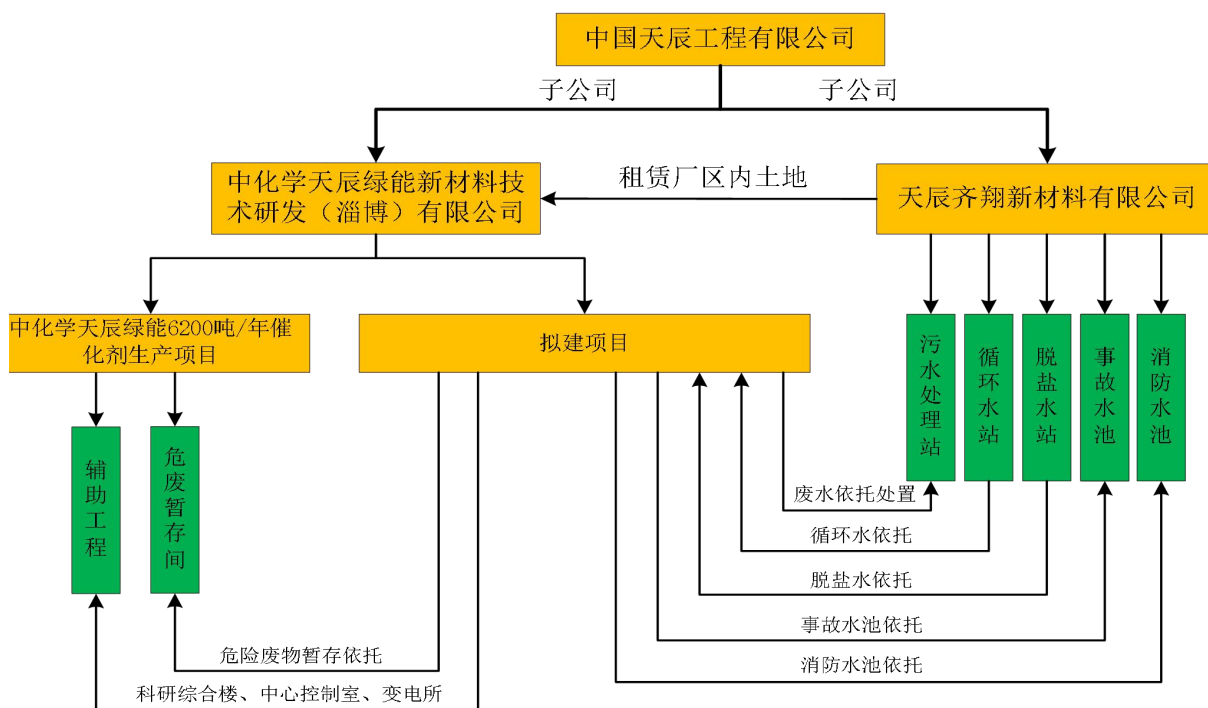 中国天辰工程有限公司
子公司
子公司
中化学天辰绿能新材料技
术研发（淄博）有限公司
租赁厂区内土地
天辰齐翔新材料有限公司
中化学天辰绿能6200吨/年催
化剂生产项目
拟建项目
污水处理站
循环水站
脱盐水站
事故水池
消防水池
辅助工程
危废暂存间
废水依托处置
循环水依托
脱盐水依托
事故水池依托
危险废物暂存依托
消防水池依托
科研综合楼、中心控制室、变电所